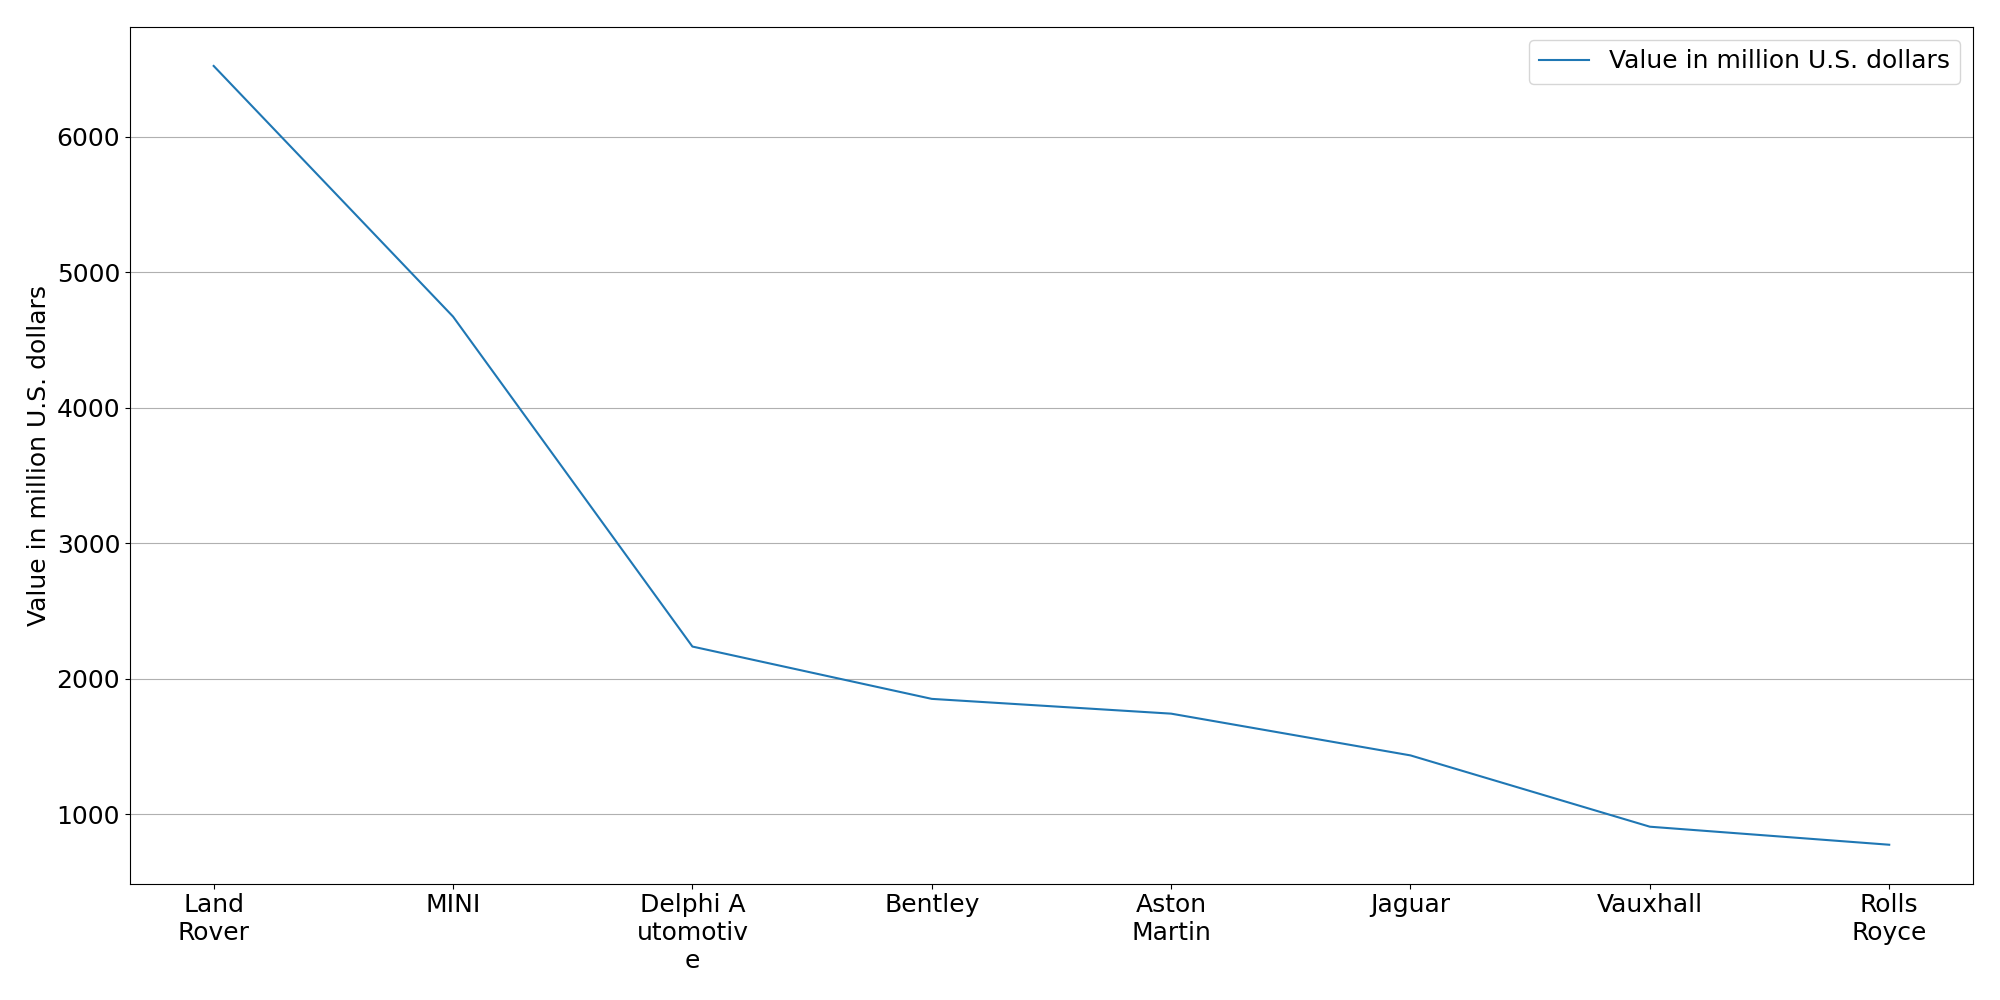 Value in million U.S. dollars
Value in million U.S. dollars
6000
5000
4000
3000
2000
1000
Land
Rover
MINI
Delphi A
utomotiv
e
Bentley
Aston
Martin
Jaguar
Vauxhall
Rolls
Royce